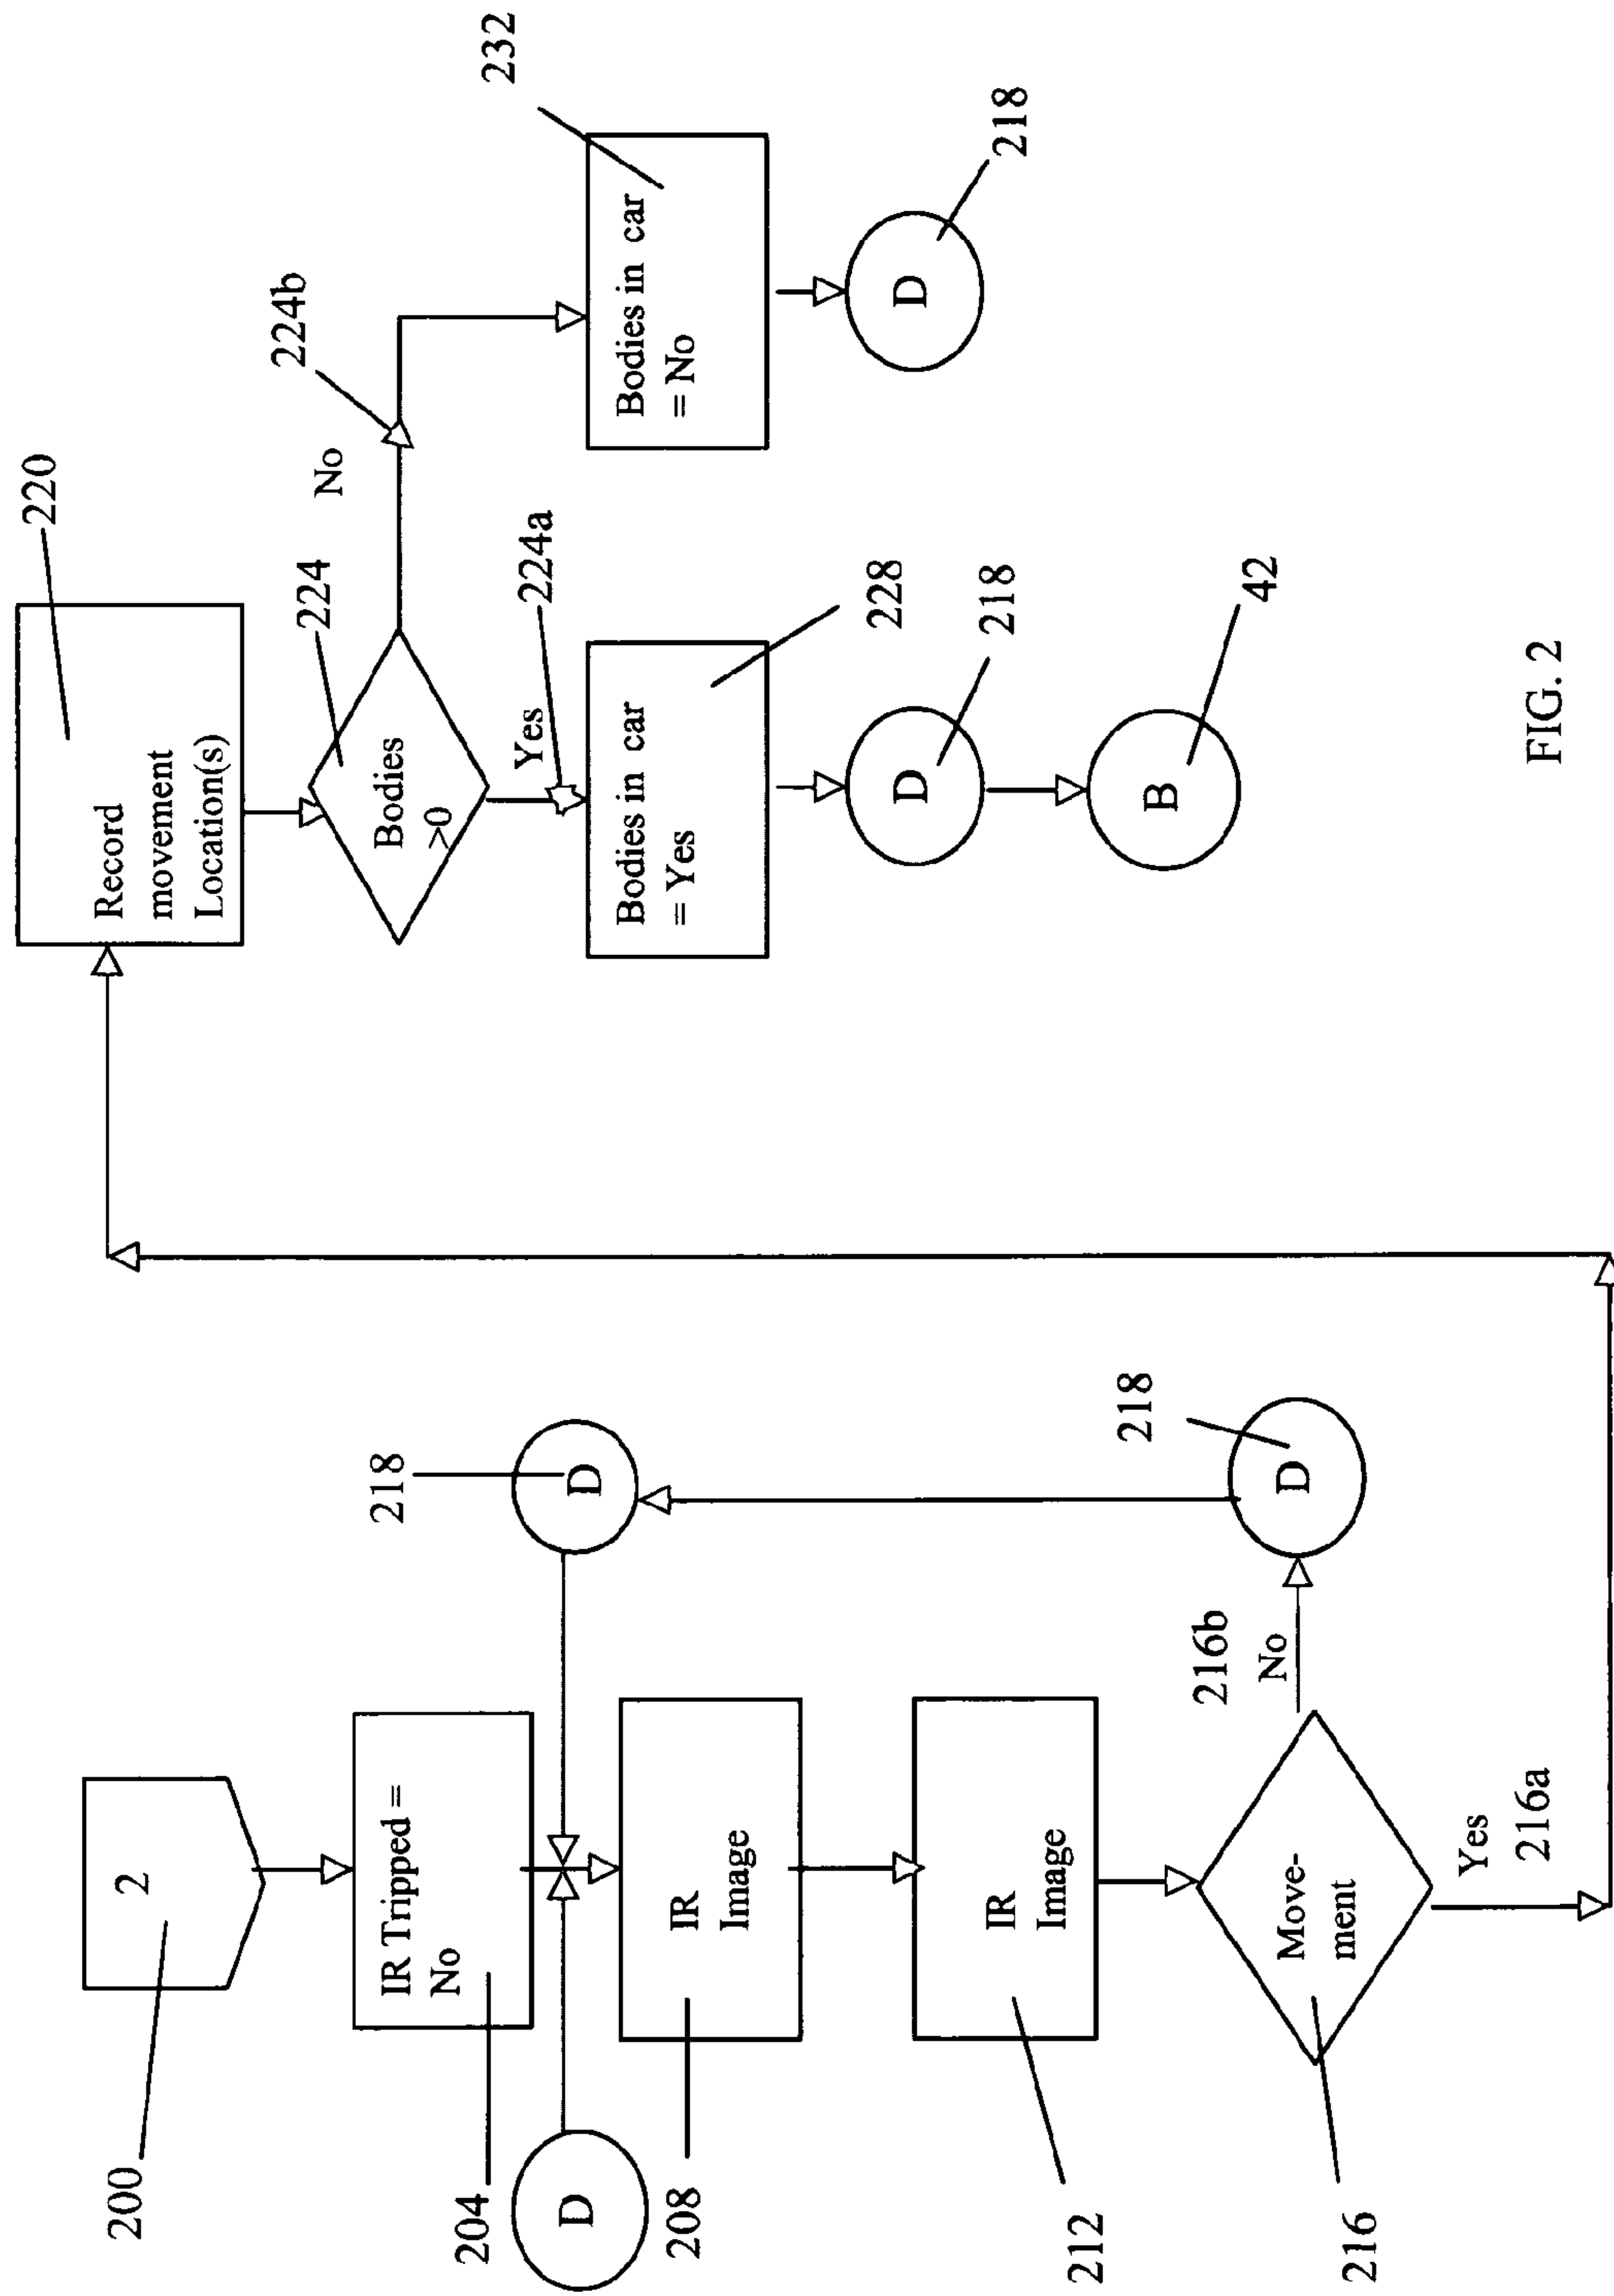 200
2
204
IR Tripped =
No
D
218
D
208
IR
Image
212
IR
Image
216
Move-
ment
216b
No
218
D
Yes
216a
220
Record
movement
Location(s)
224
Bodies
>0
No
224b
Yes
224a
Bodies in car
= Yes
228
D
218
B
42
232
Bodies in car
= No
D
218
FIG. 2